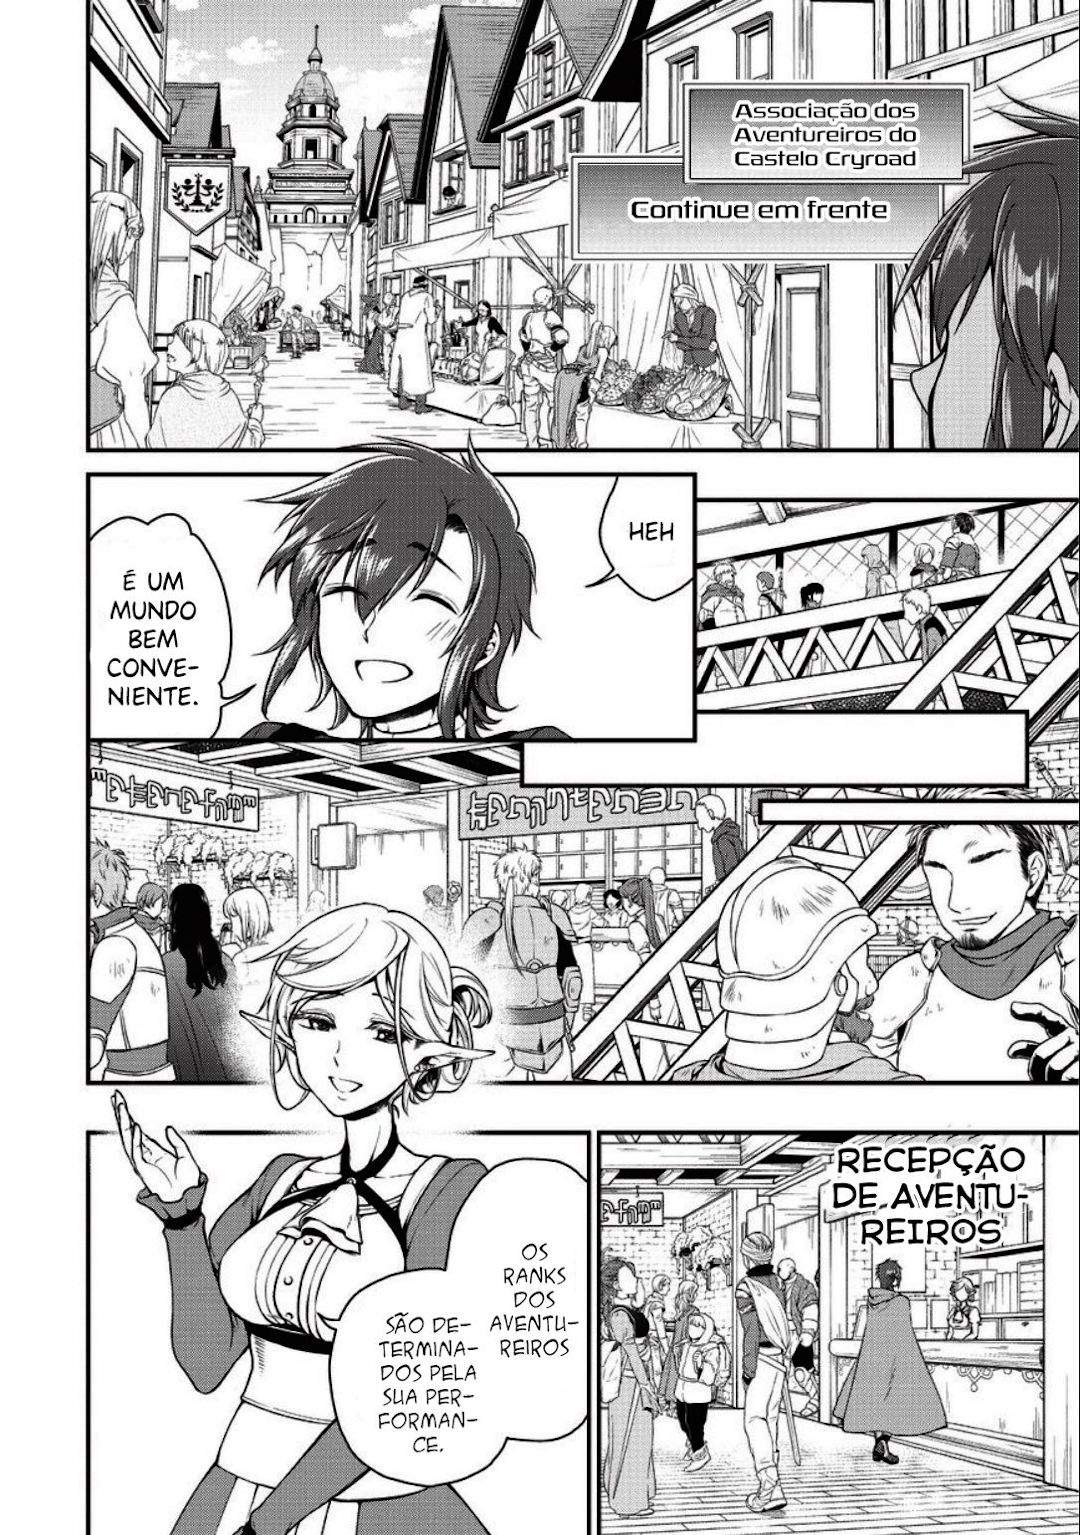 Associação dos
Aventureiros do
Castelo Cryroad
Continue em frente
HEH
É UM
MUNDO
BEM
CONVE-
NIENTE.
RECEPÇÃO
DE AVENTU-
REIROS
OS
RANKS
DOS
AVENTU-
REIROS
SÃO DE-
TERMINA-
DOS PELA
SUA PER-
FORMAN-
CE.